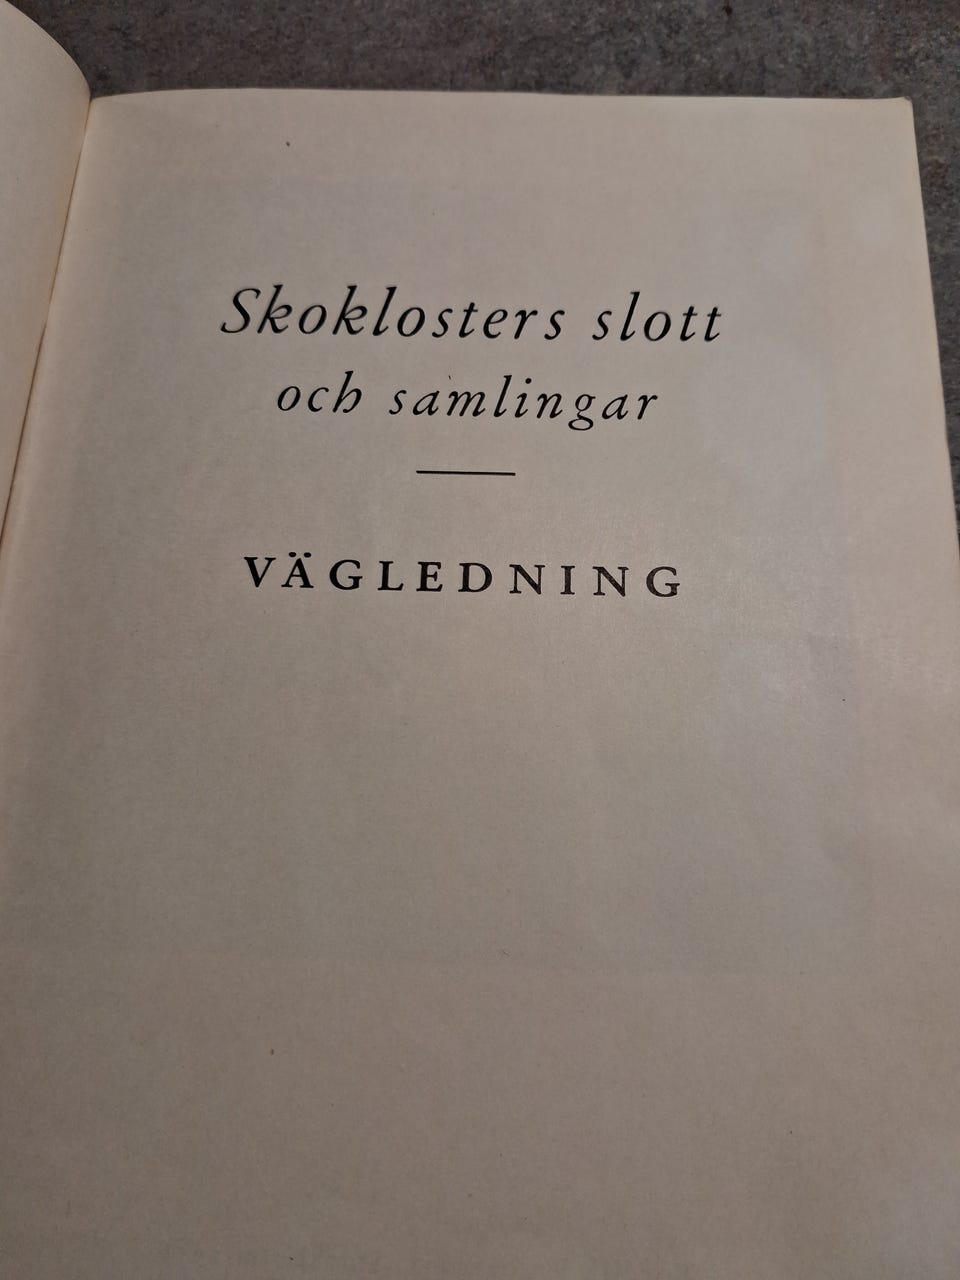 Skoklosters slott
och samlingar
VÄGLEDNING